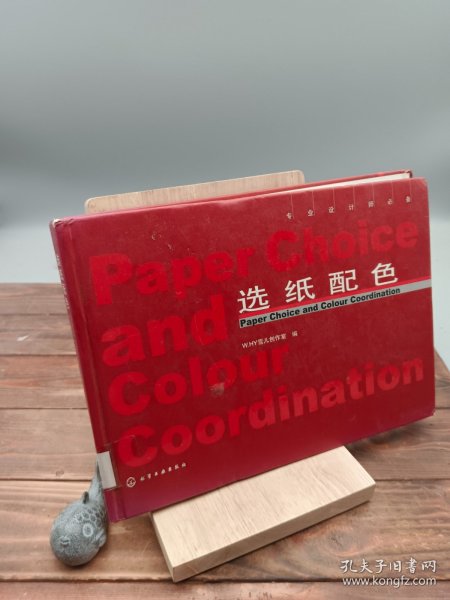 专业设计师必备
Paper Choice
and
Colour
Coordination
选纸配色
Paper Choice and Colour Coordination
W.HY雪儿创作室 编
化学工业出版社
孔夫子旧书网
www.kongfz.com